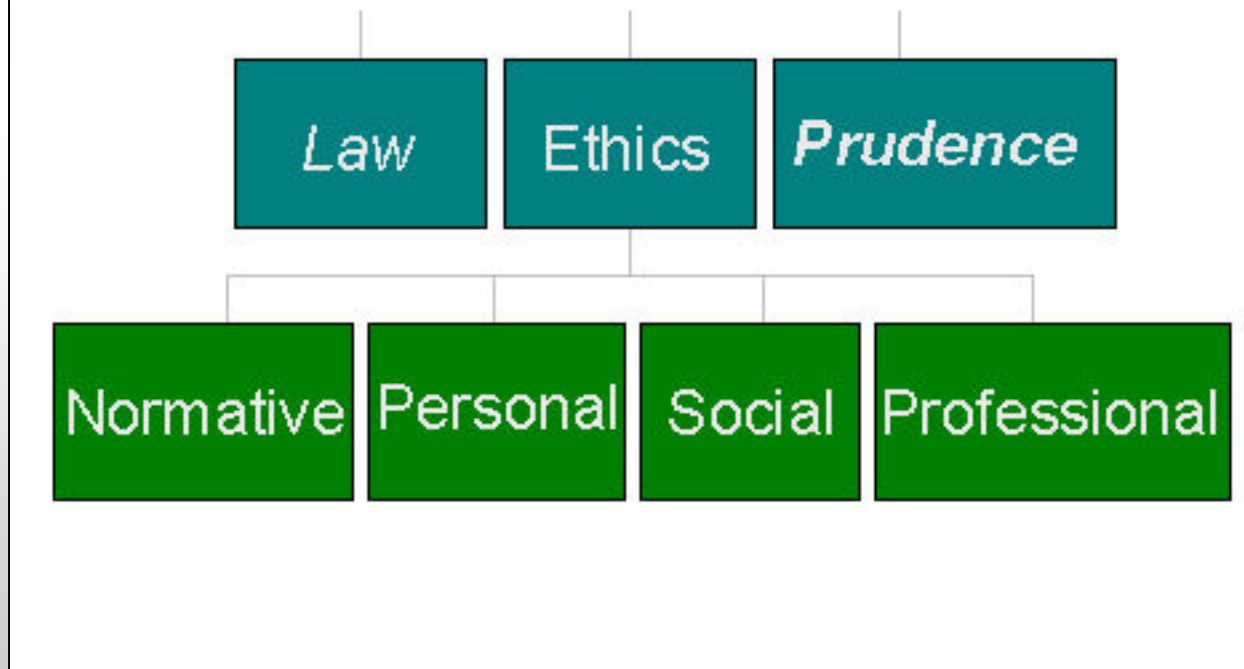 Law
Ethics
Prudence
Normative
Personal
Social
Professional